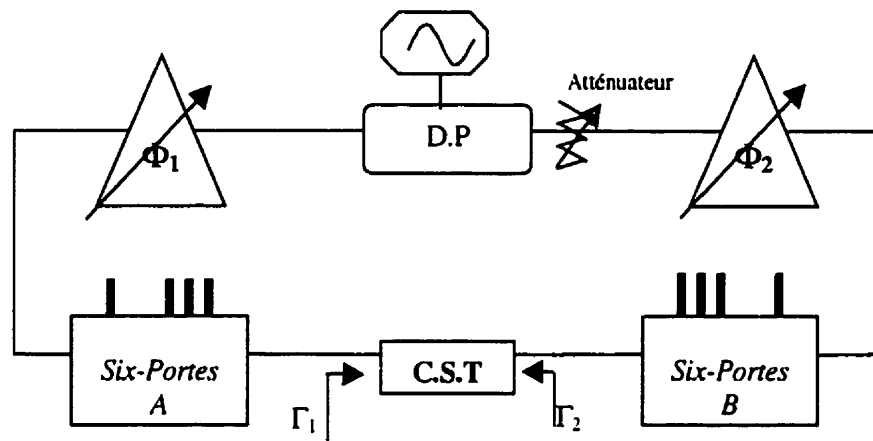 Atténuateur
Φ₁
D.P
Φ₂
Six-Portes
A
C.S.T
Six-Portes
B
Γ₁
Γ₂